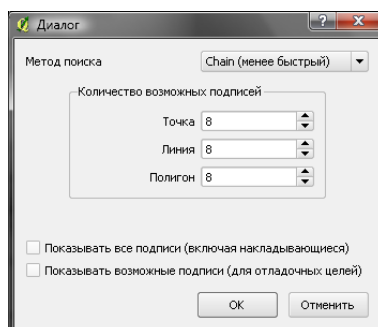 Диалог
Метод поиска Chain (менее быстрый)
Количество возможных подписей
Точка 8
Линия 8
Полигон 8
Показывать все подписи (включая накладывающиеся)
Показывать возможные подписи (для отладочных целей)
OK Отменить